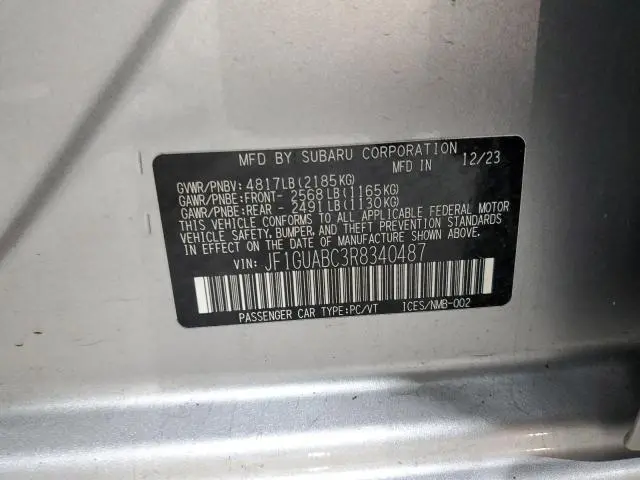 MFD BY SUBARU CORPORATION
MFD IN 12/23
GVWR/PNBV: 4817LB(2185KG)
GAWR/PNBE:FRONT- 2568LB(1165KG)
GAWR/PNBE:REAR - 2491LB(1130KG)
THIS VEHICLE CONFORMS TO ALL APPLICABLE FEDERAL MOTOR
VEHICLE SAFETY,BUMPER,AND THEFT PREVENTION STANDARDS
IN EFFECT ON THE DATE OF MANUFACTURE SHOWN ABOVE.
VIN: JF1GUABC3R8340487
PASSENGER CAR TYPE:PC/VT ICES/NMB-002